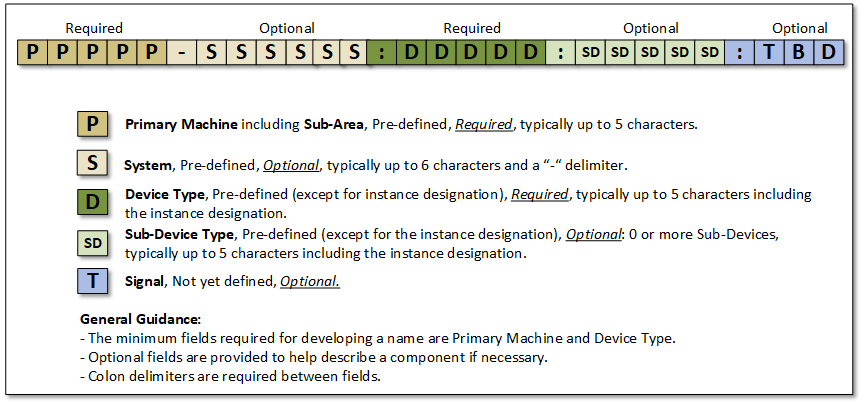 Required Optional Required Optional Optional
P P P P P - S S S S S S : D D D D D : SD SD SD SD SD : T B D
P Primary Machine including Sub-Area, Pre-defined, Required, typically up to 5 characters.
S System, Pre-defined, Optional, typically up to 6 characters and a “-“ delimiter.
D Device Type, Pre-defined (except for instance designation), Required, typically up to 5 characters including
the instance designation.
SD Sub-Device Type, Pre-defined (except for the instance designation), Optional: 0 or more Sub-Devices,
typically up to 5 characters including the instance designation.
T Signal, Not yet defined, Optional.
General Guidance:
- The minimum fields required for developing a name are Primary Machine and Device Type.
- Optional fields are provided to help describe a component if necessary.
- Colon delimiters are required between fields.